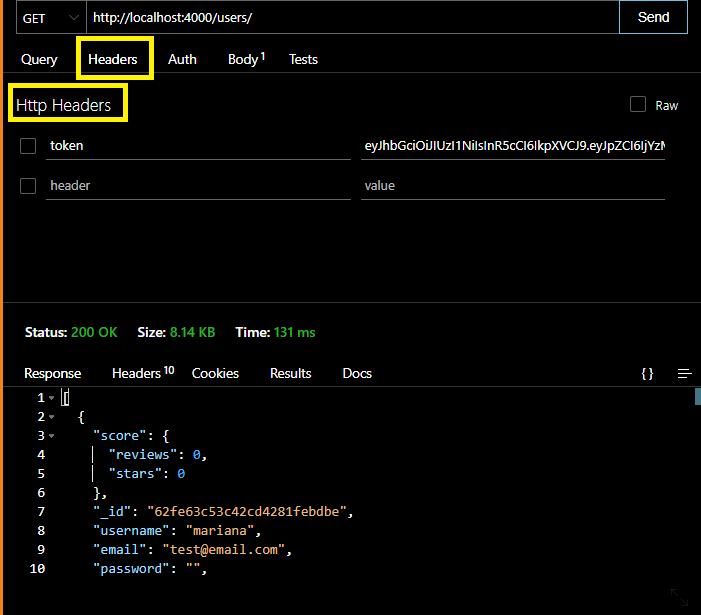 GET http://localhost:4000/users/ Send
Query Headers Auth Body 1 Tests
Http Headers Raw
token eyJhbGciOiJIUzI1NiIsInR5cCI6IkpXVCJ9.eyJpZCI6IjYzM
header value
Status: 200 OK Size: 8.14 KB Time: 131 ms
Response Headers 10 Cookies Results Docs { }
1 [
2 {
3 "score": {
4 "reviews": 0,
5 "stars": 0
6 },
7 "_id": "62fe63c53c42cd4281febdbe",
8 "username": "mariana",
9 "email": "test@email.com",
10 "password": "",